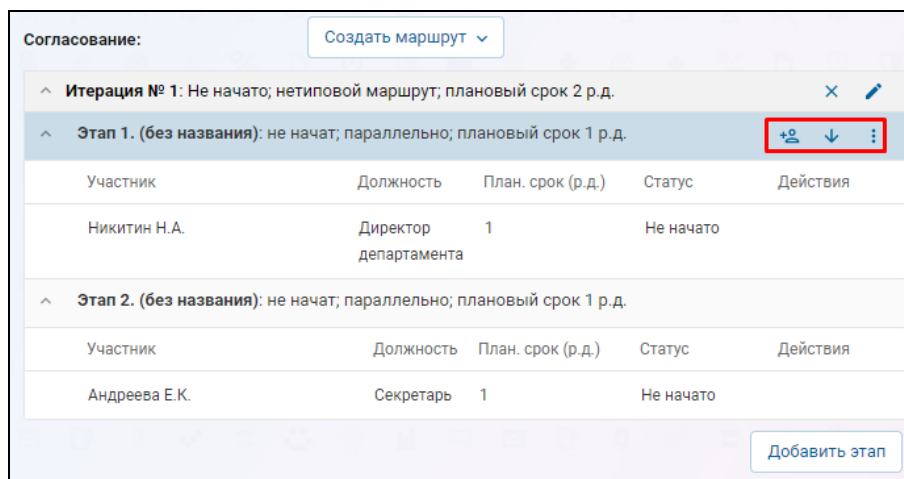 Согласование:
Создать маршрут
Итерация № 1: Не начато; нетиповой маршрут; плановый срок 2 р.д.
Этап 1. (без названия): не начат; параллельно; плановый срок 1 р.д.
Участник Должность План. срок (р.д.) Статус Действия
Никитин Н.А. Директор 1 Не начато
департамента
Этап 2. (без названия): не начат; параллельно; плановый срок 1 р.д.
Участник Должность План. срок (р.д.) Статус Действия
Андреева Е.К. Секретарь 1 Не начато
Добавить этап